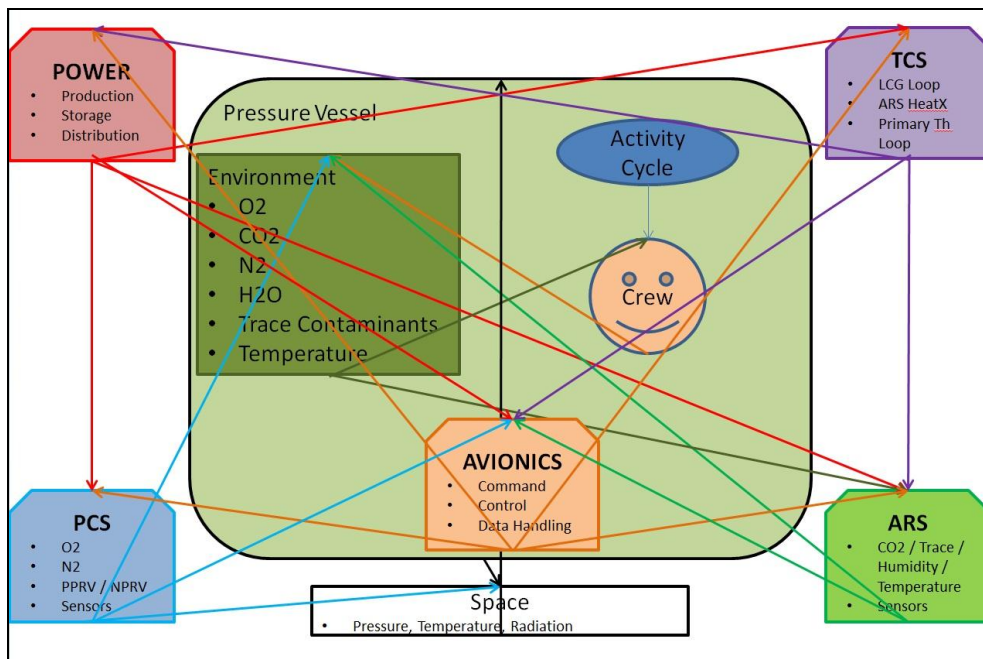 POWER
• Production
• Storage
• Distribution
TCS
• LCG Loop
• ARS HeatX
• Primary Th
Loop
Pressure Vessel
Activity
Cycle
Environment
• O2
• CO2
• N2
• H2O
• Trace Contaminants
• Temperature
Crew
AVIONICS
• Command
• Control
• Data Handling
PCS
• O2
• N2
• PPRV / NPRV
• Sensors
ARS
• CO2 / Trace /
Humidity /
Temperature
• Sensors
Space
• Pressure, Temperature, Radiation